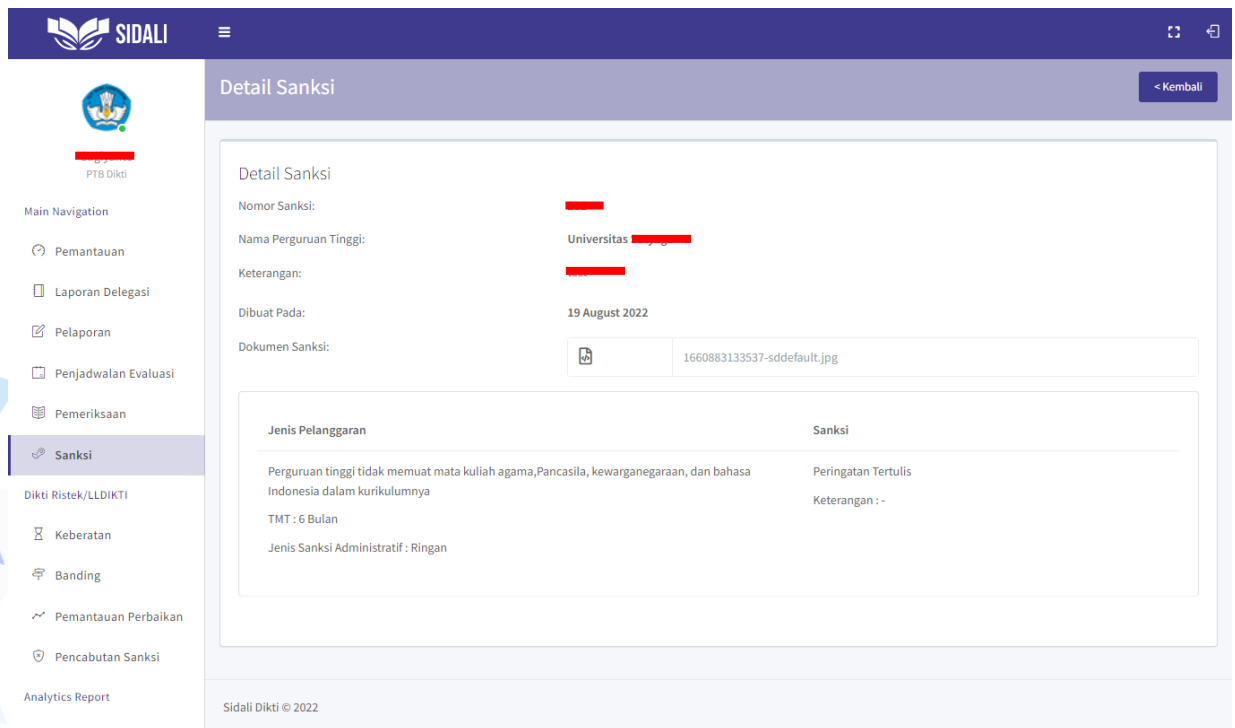 SIDALI
Detail Sanksi
< Kembali
PTB Dikti
Main Navigation
Pemantauan
Laporan Delegasi
Pelaporan
Penjadwalan Evaluasi
Pemeriksaan
Sanksi
Dikti Ristek/LLDIKTI
Keberatan
Banding
Pemantauan Perbaikan
Pencabutan Sanksi
Analytics Report
Detail Sanksi
Nomor Sanksi:
Nama Perguruan Tinggi: Universitas
Keterangan:
Dibuat Pada: 19 August 2022
Dokumen Sanksi: 1660883133537-sddefault.jpg
Jenis Pelanggaran Sanksi
Perguruan tinggi tidak memuat mata kuliah agama,Pancasila, kewarganegaraan, dan bahasa
Indonesia dalam kurikulumnya
TMT : 6 Bulan
Jenis Sanksi Administratif : Ringan
Peringatan Tertulis
Keterangan : -
Sidali Dikti © 2022